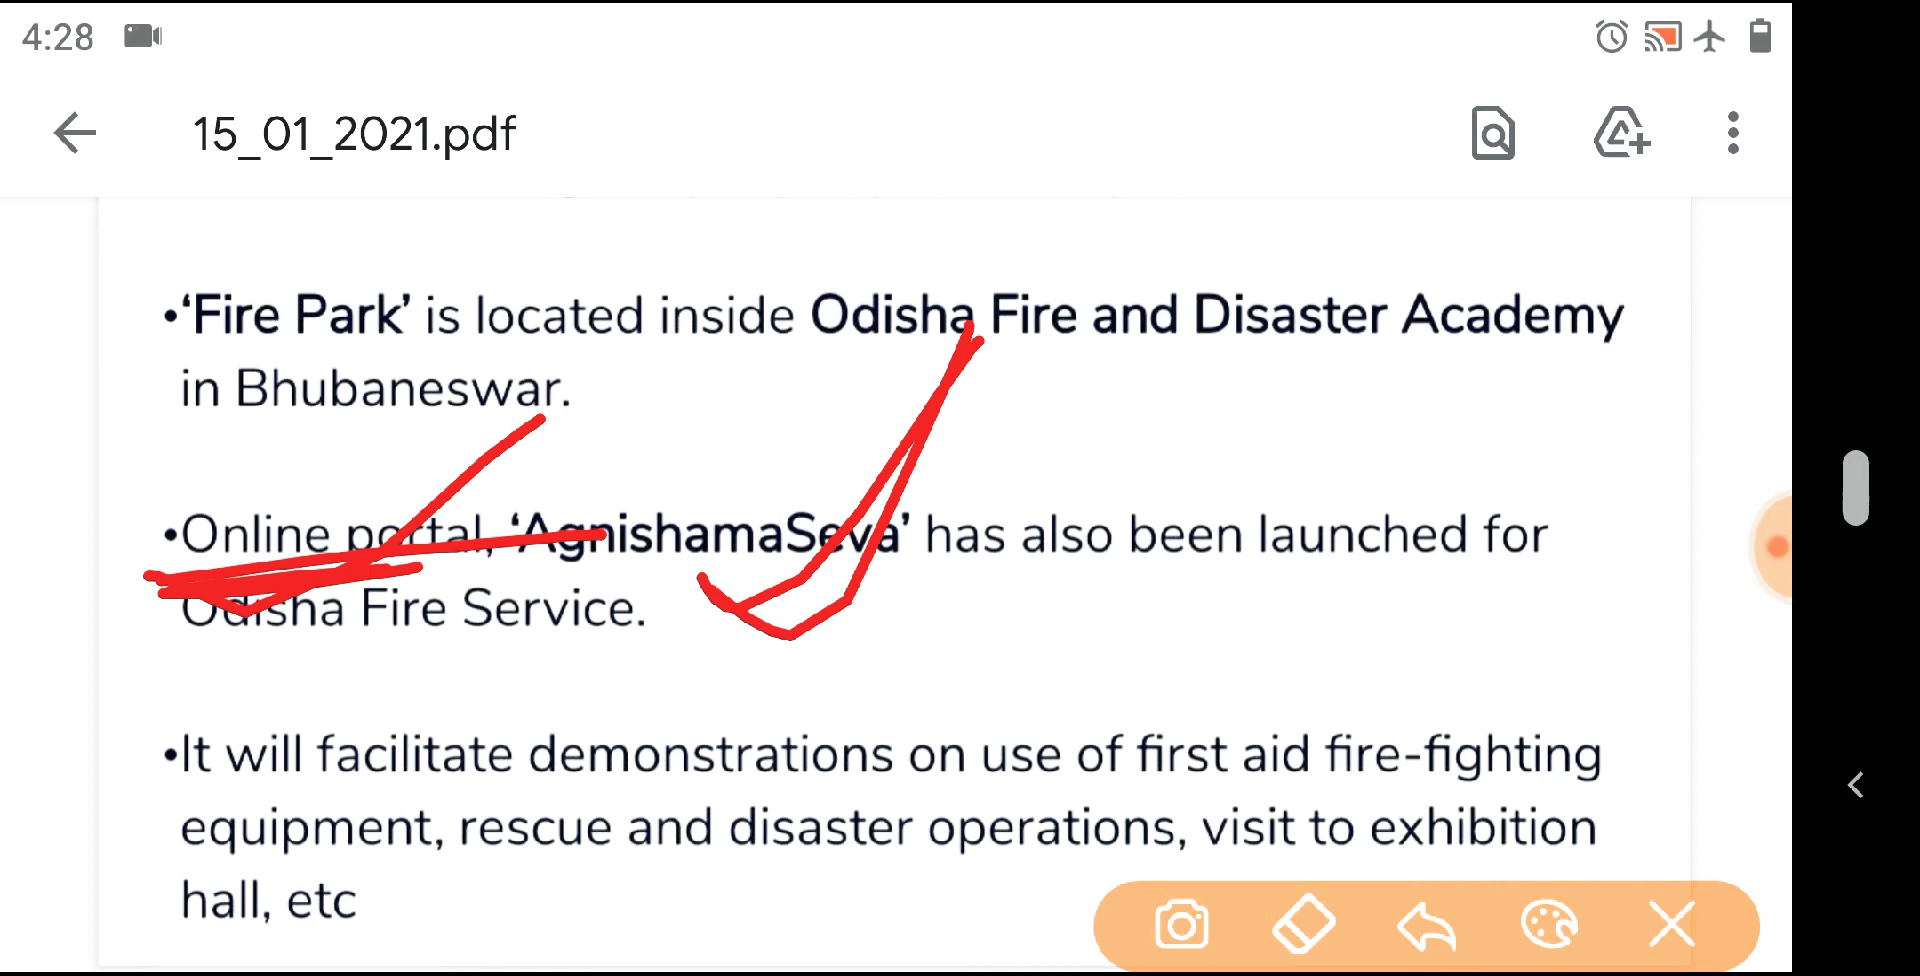 4:28
15_01_2021.pdf
•‘Fire Park’ is located inside Odisha Fire and Disaster Academy
in Bhubaneswar.
•Online portal, ‘AgnishamaSeva’ has also been launched for
Odisha Fire Service.
•It will facilitate demonstrations on use of first aid fire-fighting
equipment, rescue and disaster operations, visit to exhibition
hall, etc